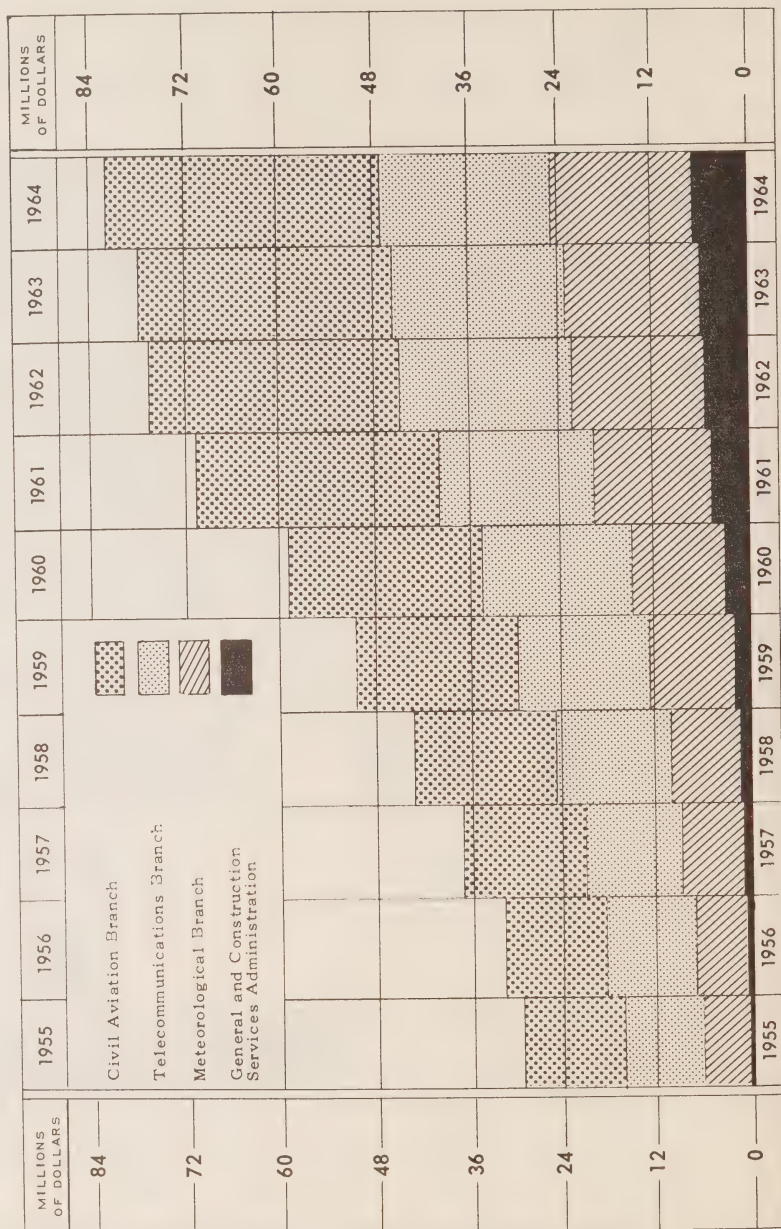 MILLIONS
OF DOLLARS
1955 1956 1957 1958 1959 1960 1961 1962 1963 1964
MILLIONS
OF DOLLARS
84
72
60
48
36
24
12
0
Civil Aviation Branch
Telecommunications Branch
Meteorological Branch
General and Construction
Services Administration
84
72
60
48
36
24
12
0
1955 1956 1957 1958 1959 1960 1961 1962 1963 1964